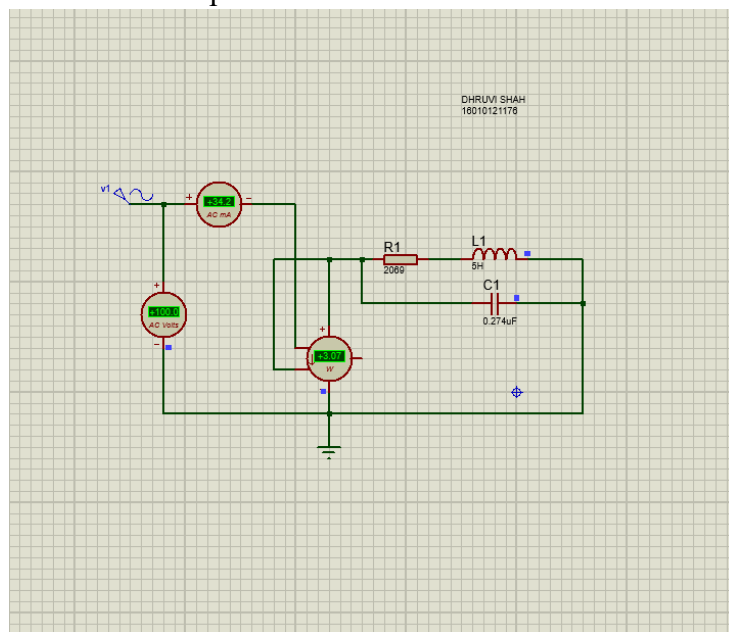 DHRUVI SHAH
16010121176
v1
+
+34.2
-
AC mA
R1
2069
L1
5H
C1
0.274uF
+
+100.0
AC Volts
-
+
+3.07
W